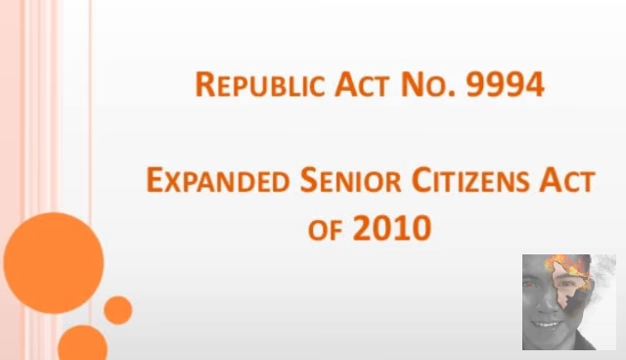 REPUBLIC ACT NO. 9994
EXPANDED SENIOR CITIZENS ACT
OF 2010